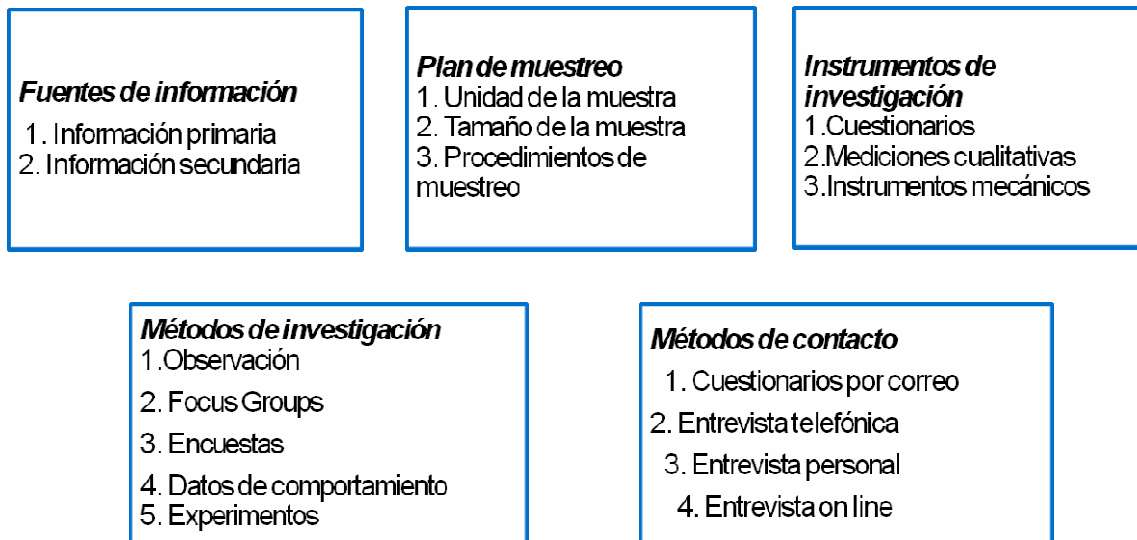 Fuentes de información
1. Información primaria
2. Información secundaria
Plan de muestreo
1. Unidad de la muestra
2. Tamaño de la muestra
3. Procedimientos de
muestreo
Instrumentos de
investigación
1.Cuestionarios
2.Mediciones cualitativas
3.Instrumentos mecánicos
Métodos de investigación
1.Observación
2. Focus Groups
3. Encuestas
4. Datos de comportamiento
5. Experimentos
Métodos de contacto
1. Cuestionarios por correo
2. Entrevista telefónica
3. Entrevista personal
4. Entrevista on line